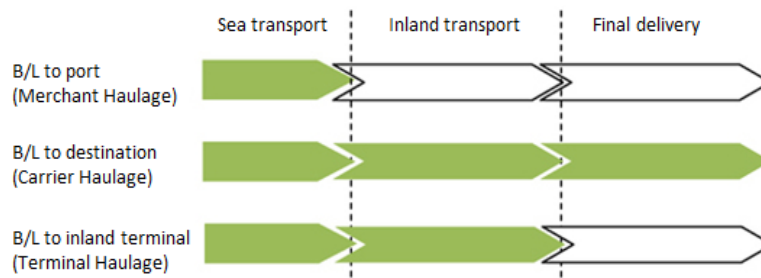 Sea transport
Inland transport
Final delivery
B/L to port
(Merchant Haulage)
B/L to destination
(Carrier Haulage)
B/L to inland terminal
(Terminal Haulage)